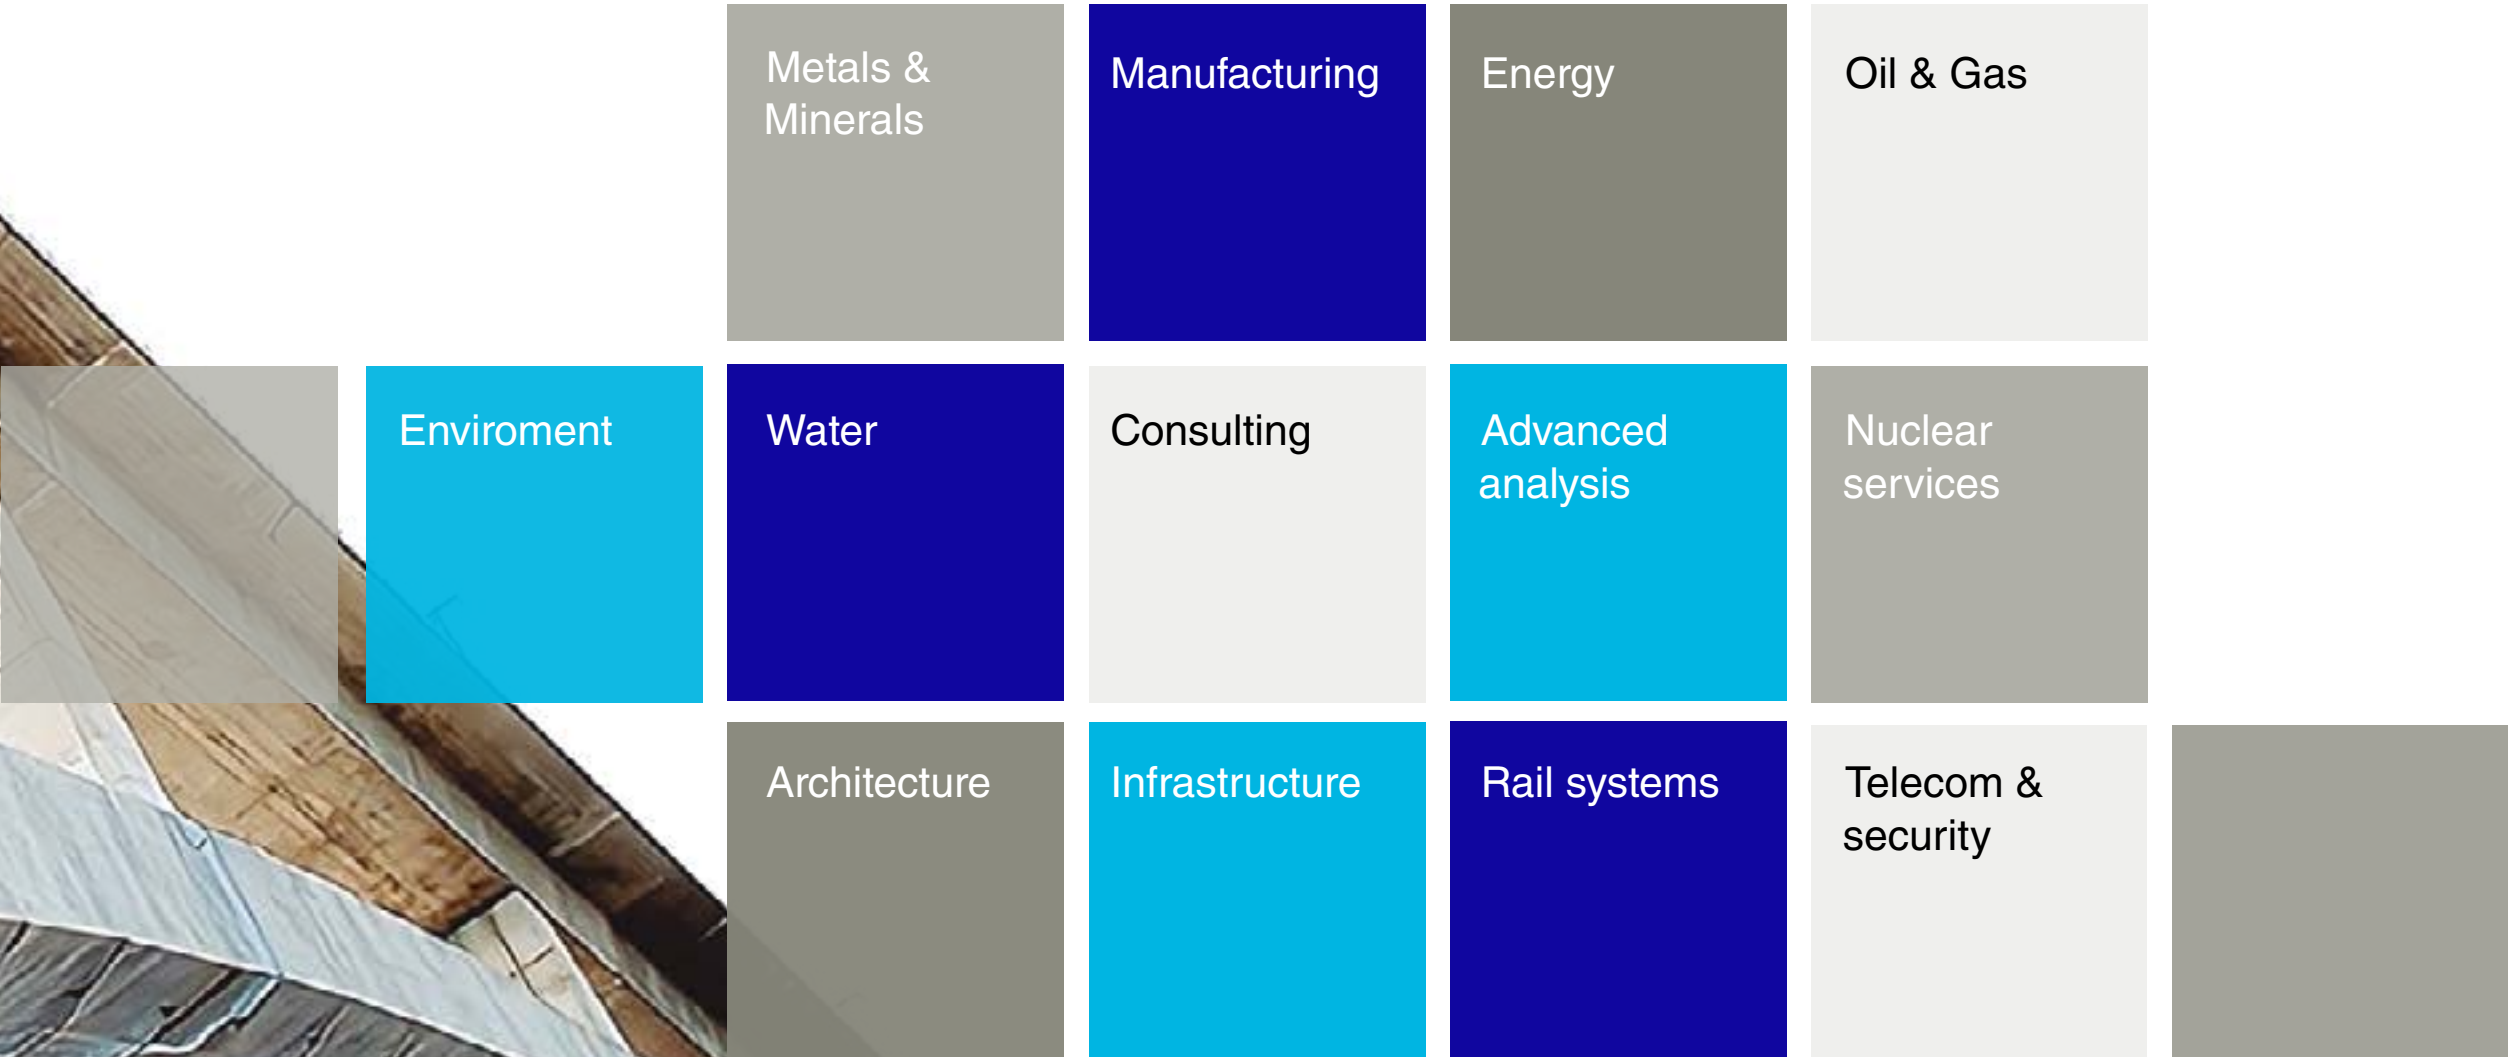 Metals &
Minerals
Manufacturing
Energy
Oil & Gas
Enviroment
Water
Consulting
Advanced
analysis
Nuclear
services
Architecture
Infrastructure
Rail systems
Telecom &
security